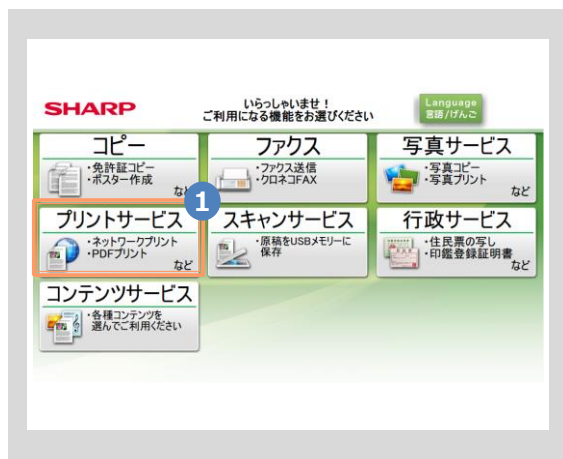 SHARP
いらっしゃいませ！
ご利用になる機能をお選びください
Language
言語/げんご
コピー
・免許証コピー
・ポスター作成
など
ファクス
・ファクス送信
・クロネコFAX
写真サービス
・写真コピー
・写真プリント
など
1
プリントサービス
・ネットワークプリント
・PDFプリント
など
スキャンサービス
・原稿をUSBメモリーに
保存
行政サービス
・住民票の写し
・印鑑登録証明書
など
コンテンツサービス
・各種コンテンツを
選んでご利用ください